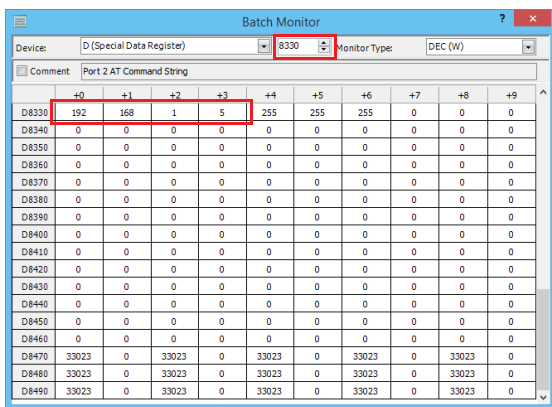 Batch Monitor ? ×
Device: D (Special Data Register) 8330 Monitor Type: DEC (W)
Comment Port 2 AT Command String
+0 +1 +2 +3 +4 +5 +6 +7 +8 +9
D8330 192 168 1 5 255 255 255 0 0 0
D8340 0 0 0 0 0 0 0 0 0 0
D8350 0 0 0 0 0 0 0 0 0 0
D8360 0 0 0 0 0 0 0 0 0 0
D8370 0 0 0 0 0 0 0 0 0 0
D8380 0 0 0 0 0 0 0 0 0 0
D8390 0 0 0 0 0 0 0 0 0 0
D8400 0 0 0 0 0 0 0 0 0 0
D8410 0 0 0 0 0 0 0 0 0 0
D8420 0 0 0 0 0 0 0 0 0 0
D8430 0 0 0 0 0 0 0 0 0 0
D8440 0 0 0 0 0 0 0 0 0 0
D8450 0 0 0 0 0 0 0 0 0 0
D8460 0 0 0 0 0 0 0 0 0 0
D8470 33023 0 33023 0 33023 0 33023 0 33023 0
D8480 33023 0 33023 0 33023 0 33023 0 33023 0
D8490 33023 0 33023 0 33023 0 33023 0 33023 0